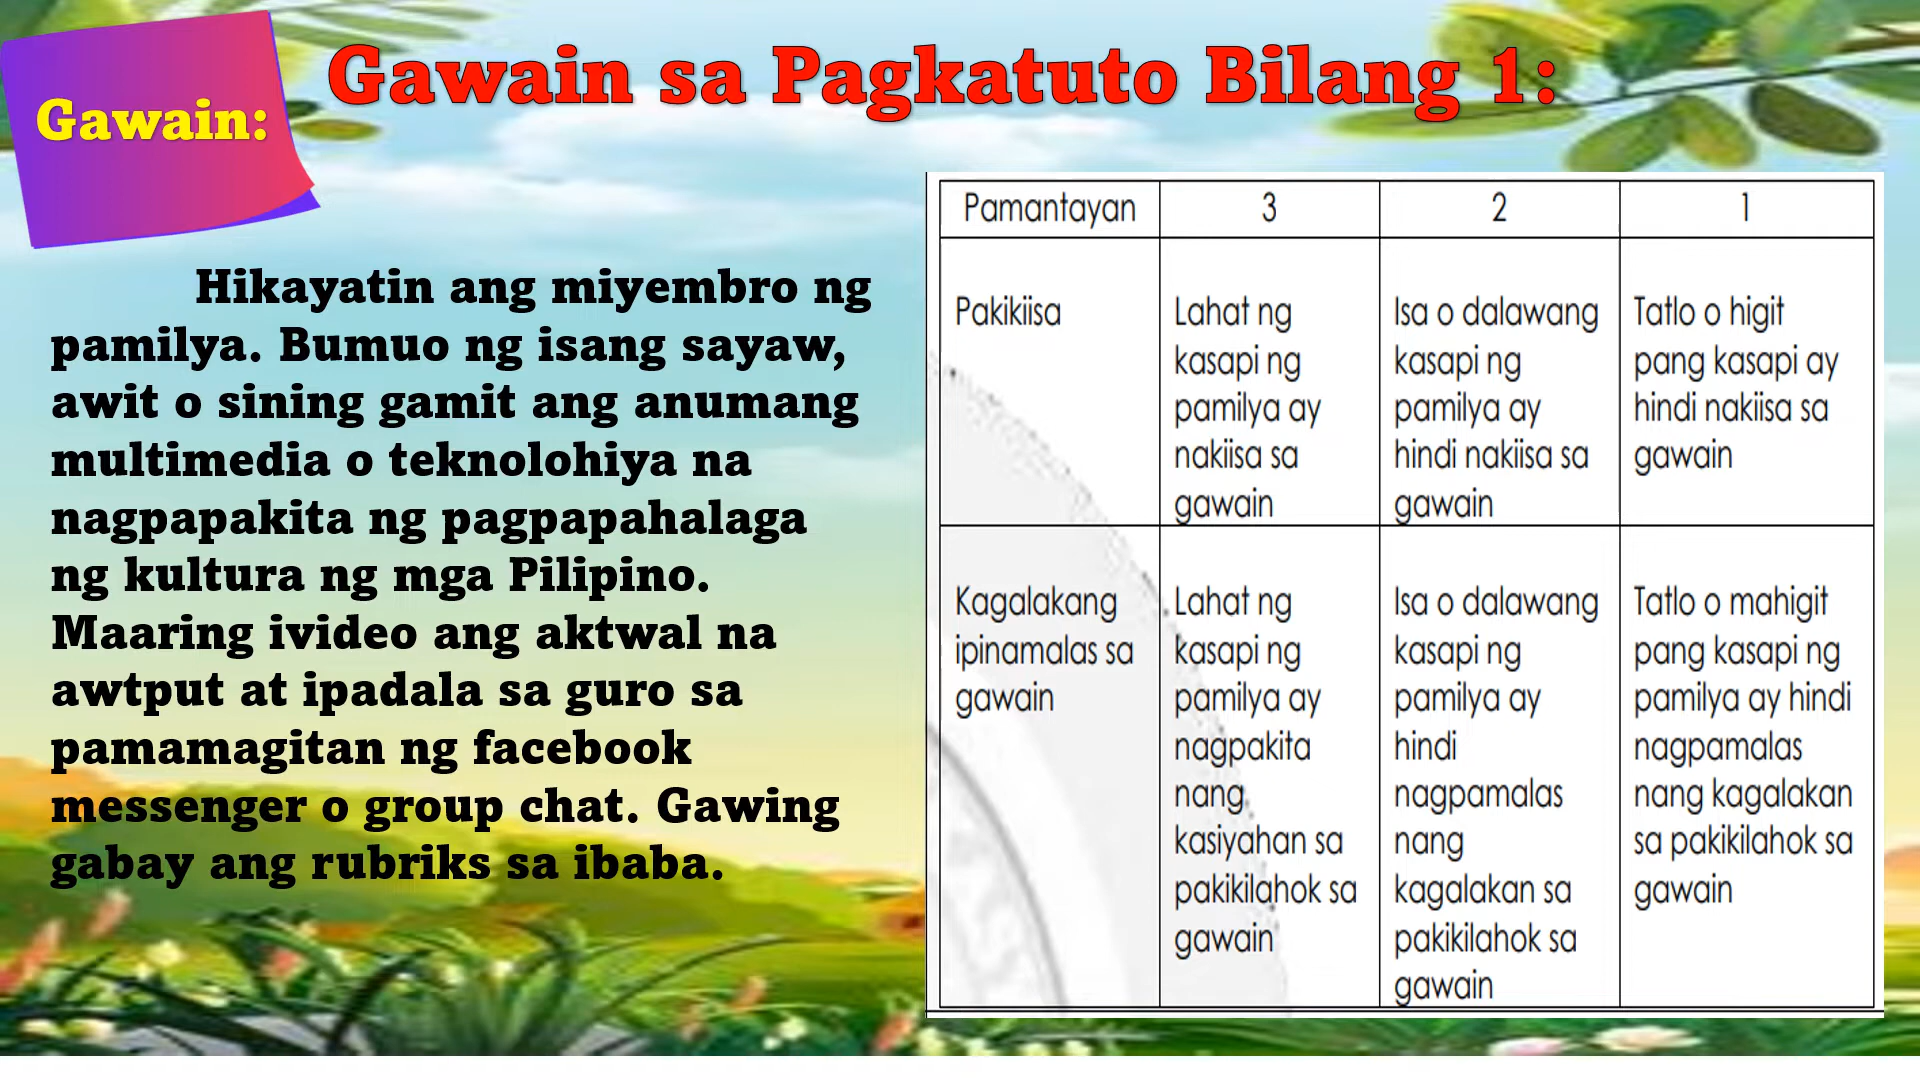 Gawain sa Pagkatuto Bilang 1:
Gawain:
Hikayatin ang miyembro ng
pamilya. Bumuo ng isang sayaw,
awit o sining gamit ang anumang
multimedia o teknolohiya na
nagpapakita ng pagpapahalaga
ng kultura ng mga Pilipino.
Maaring ivideo ang aktwal na
awtput at ipadala sa guro sa
pamamagitan ng facebook
messenger o group chat. Gawing
gabay ang rubriks sa ibaba.
Pamantayan
3
2
1
Pakikiisa
Lahat ng
kasapi ng
pamilya ay
nakiisa sa
gawain
Isa o dalawang
kasapi ng
pamilya ay
hindi nakiisa sa
gawain
Tatlo o higit
pang kasapi ay
hindi nakiisa sa
gawain
Kagalakang
ipinamalas sa
gawain
Lahat ng
kasapi ng
pamilya ay
nagpakita
nang
kasiyahan sa
pakikilahok sa
gawain
Isa o dalawang
kasapi ng
pamilya ay
hindi
nagpamalas
nang
kagalakan sa
pakikilahok sa
gawain
Tatlo o mahigit
pang kasapi ng
pamilya ay hindi
nagpamalas
nang kagalakan
sa pakikilahok sa
gawain